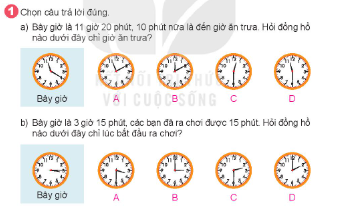 1 Chọn câu trả lời đúng.
a) Bây giờ là 11 giờ 20 phút, 10 phút nữa là đến giờ ăn trưa. Hỏi đồng hồ
nào dưới đây chỉ giờ ăn trưa?
Bây giờ A B C D
b) Bây giờ là 3 giờ 15 phút, các bạn đã ra chơi được 15 phút. Hỏi đồng hồ
nào dưới đây chỉ lúc bắt đầu ra chơi?
Bây giờ A B C D